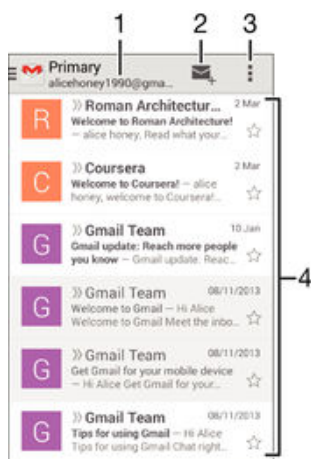 1 2 3
Primary
alicehoney1990@gma...
R
» Roman Architectur... 2 Mar
Welcome to Roman Architecture!
– alice honey, Read what your...
C
» Coursera 2 Mar
Welcome to Coursera! – alice
honey, welcome to Coursera!...
G
» Gmail Team 10 Jan
Gmail update: Reach more people
you know – Gmail update. Reac...
4
G
» Gmail Team 08/11/2013
Welcome to Gmail – Hi Alice
Welcome to Gmail Meet the inbo...
G
» Gmail Team 08/11/2013
Get Gmail for your mobile device
– Hi Alice Get Gmail for your...
G
» Gmail Team 08/11/2013
Tips for using Gmail – Hi Alice
Tips for using Gmail Chat right...